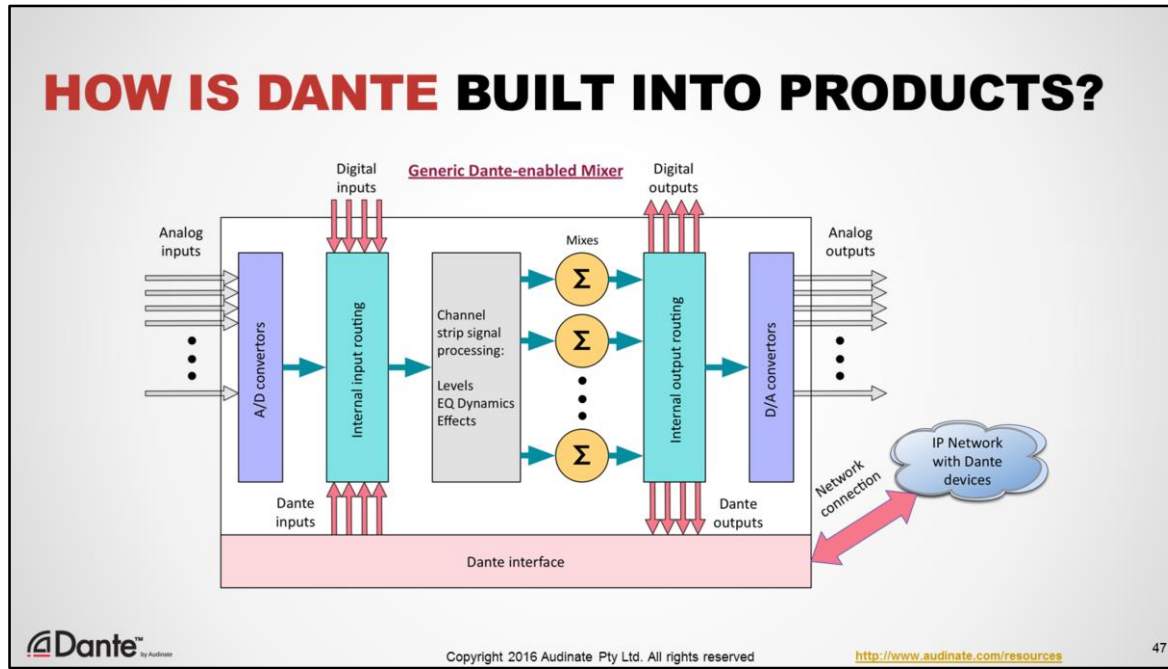 HOW IS DANTE BUILT INTO PRODUCTS?
Generic Dante-enabled Mixer
Digital
inputs
Digital
outputs
Analog
inputs
Mixes
Analog
outputs
A/D convertors
Internal input routing
Channel
strip signal
processing:
Levels
EQ Dynamics
Effects
Σ
Σ
Σ
Internal output routing
D/A convertors
IP Network
with Dante
devices
Network
connection
Dante
inputs
Dante
outputs
Dante interface
Dante™
by Audinate
Copyright 2016 Audinate Pty Ltd. All rights reserved
http://www.audinate.com/resources
47